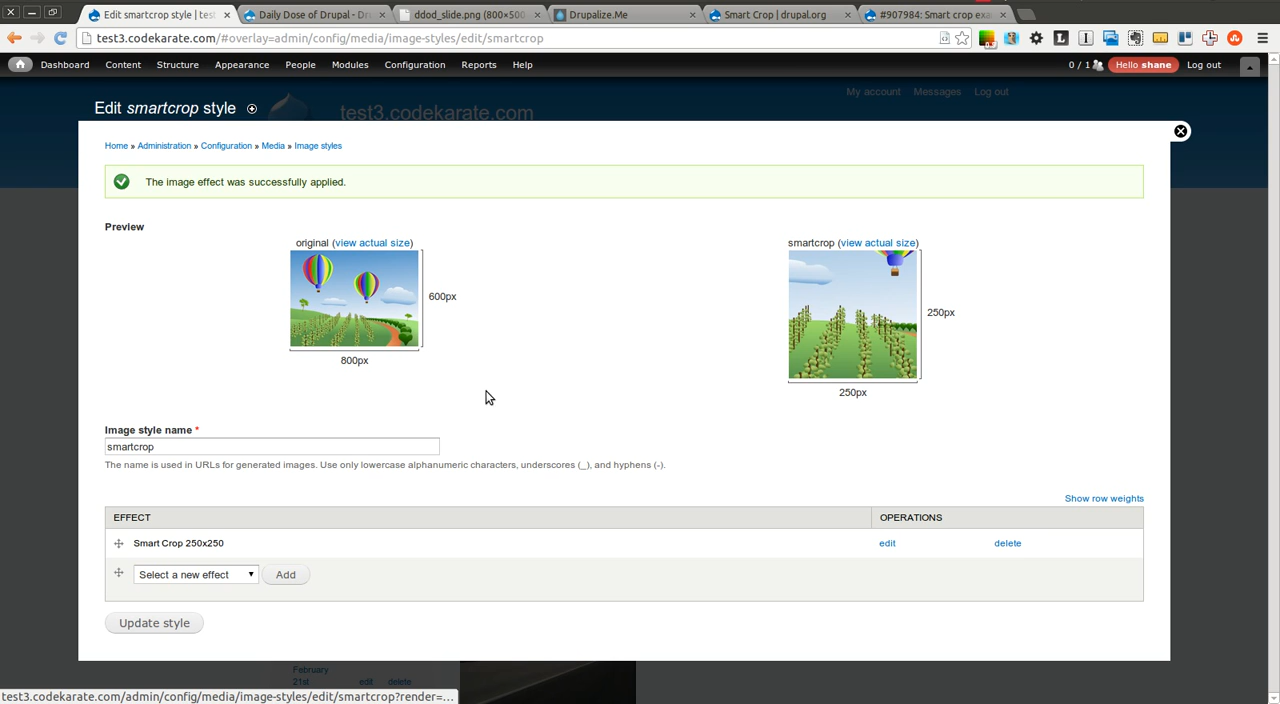 Edit smartcrop style | test
Daily Dose of Drupal - Dr
ddod_slide.png (800×500
Drupalize.Me
Smart Crop | drupal.org
#907984: Smart crop exa
test3.codekarate.com/#overlay=admin/config/media/image-styles/edit/smartcrop
Dashboard Content Structure Appearance People Modules Configuration Reports Help
0 / 1 Hello shane Log out
My account Messages Log out
Edit smartcrop style
test3.codekarate.com
Home » Administration » Configuration » Media » Image styles
The image effect was successfully applied.
Preview
original (view actual size)
smartcrop (view actual size)
600px
250px
800px
250px
Image style name *
smartcrop
The name is used in URLs for generated images. Use only lowercase alphanumeric characters, underscores (_), and hyphens (-).
Show row weights
EFFECT OPERATIONS
Smart Crop 250x250 edit delete
Select a new effect Add
Update style
February
21st edit delete
test3.codekarate.com/admin/config/media/image-styles/edit/smartcrop?render=...